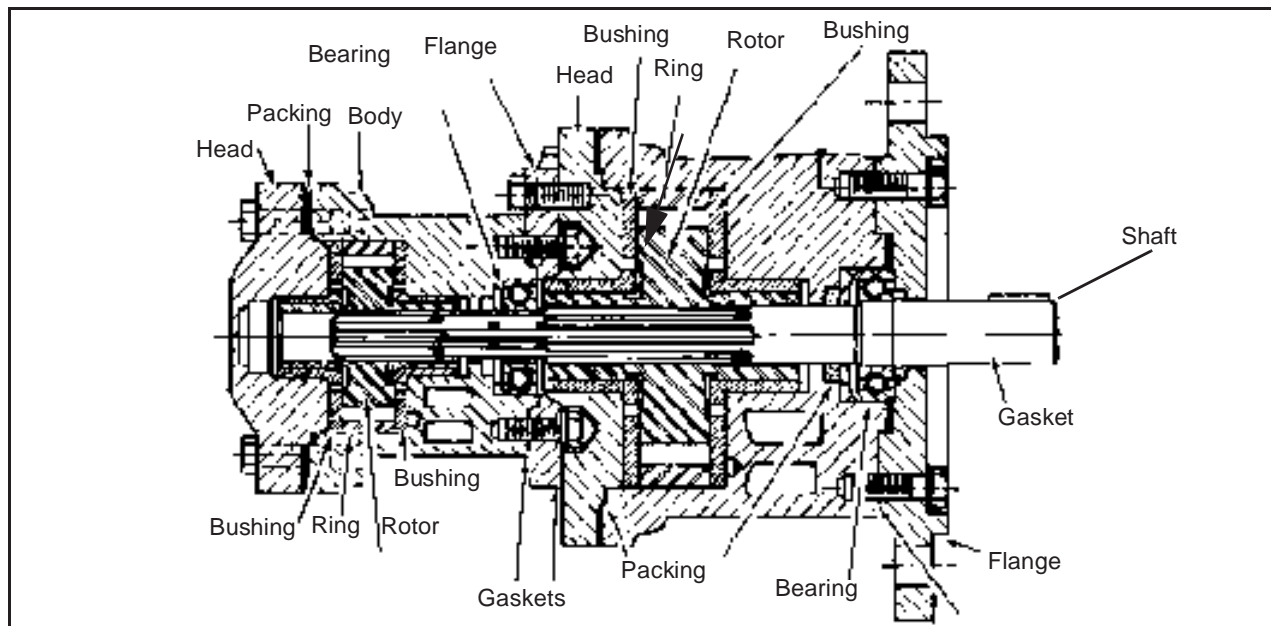 Bushing
Bushing
Flange
Rotor
Bearing
Ring
Head
Packing
Body
Head
Shaft
Gasket
Bushing
Bushing
Ring
Rotor
Flange
Packing
Bearing
Gaskets